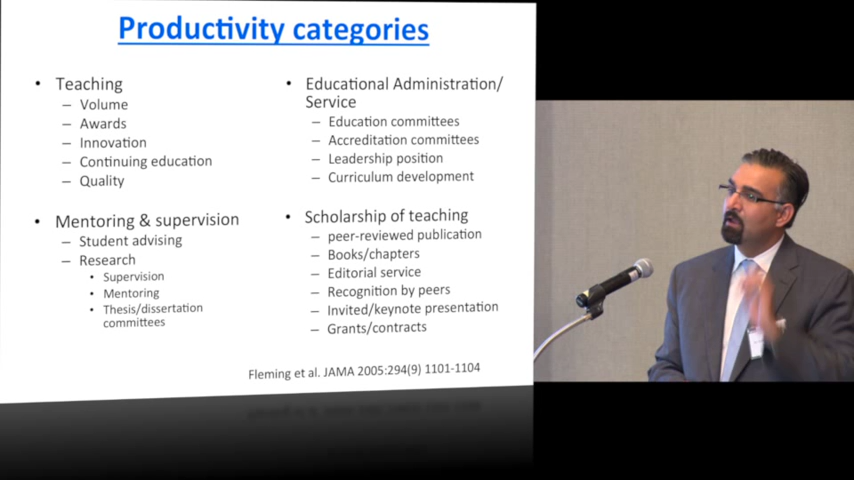 Productivity categories
• Teaching
– Volume
– Awards
– Innovation
– Continuing education
– Quality
• Mentoring & supervision
– Student advising
– Research
• Supervision
• Mentoring
• Thesis/dissertation
committees
• Educational Administration/
Service
– Education committees
– Accreditation committees
– Leadership position
– Curriculum development
• Scholarship of teaching
– peer-reviewed publication
– Books/chapters
– Editorial service
– Recognition by peers
– Invited/keynote presentation
– Grants/contracts
Fleming et al. JAMA 2005:294(9) 1101-1104